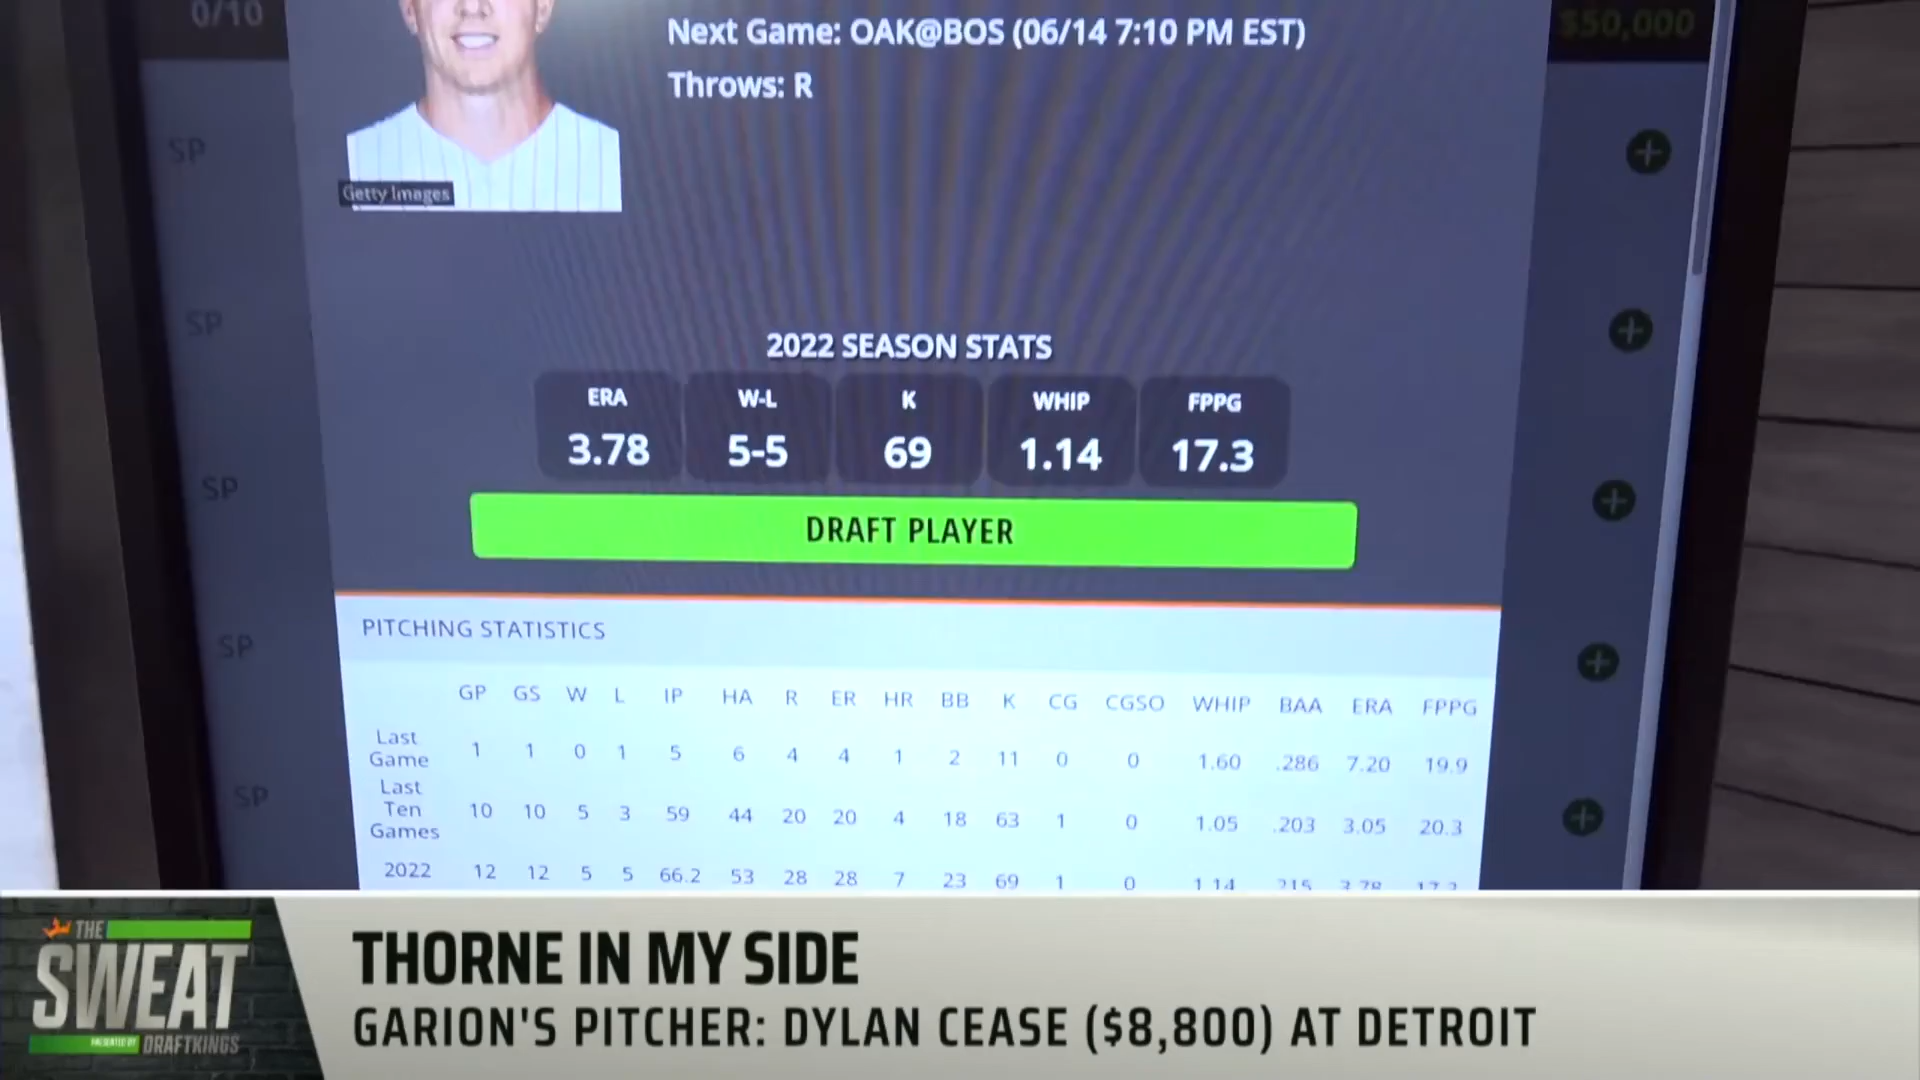 0/10
$50,000
Next Game: OAK@BOS (06/14 7:10 PM EST)
Throws: R
Getty Images
SP
SP
SP
SP
SP
2022 SEASON STATS
ERA W-L K WHIP FPPG
3.78 5-5 69 1.14 17.3
DRAFT PLAYER
PITCHING STATISTICS
GP GS W L IP HA R ER HR BB K CG CGSO WHIP BAA ERA FPPG
Last Game 1 1 0 1 5 6 4 4 1 2 11 0 0 1.60 .286 7.20 19.9
Last Ten Games 10 10 5 3 59 44 20 20 4 18 63 1 0 1.05 .203 3.05 20.3
2022 12 12 5 5 66.2 53 28 28 7 23 69 1 0 1.14
THE
SWEAT
PRESENTED BY DRAFTKINGS
THORNE IN MY SIDE
GARION'S PITCHER: DYLAN CEASE ($8,800) AT DETROIT